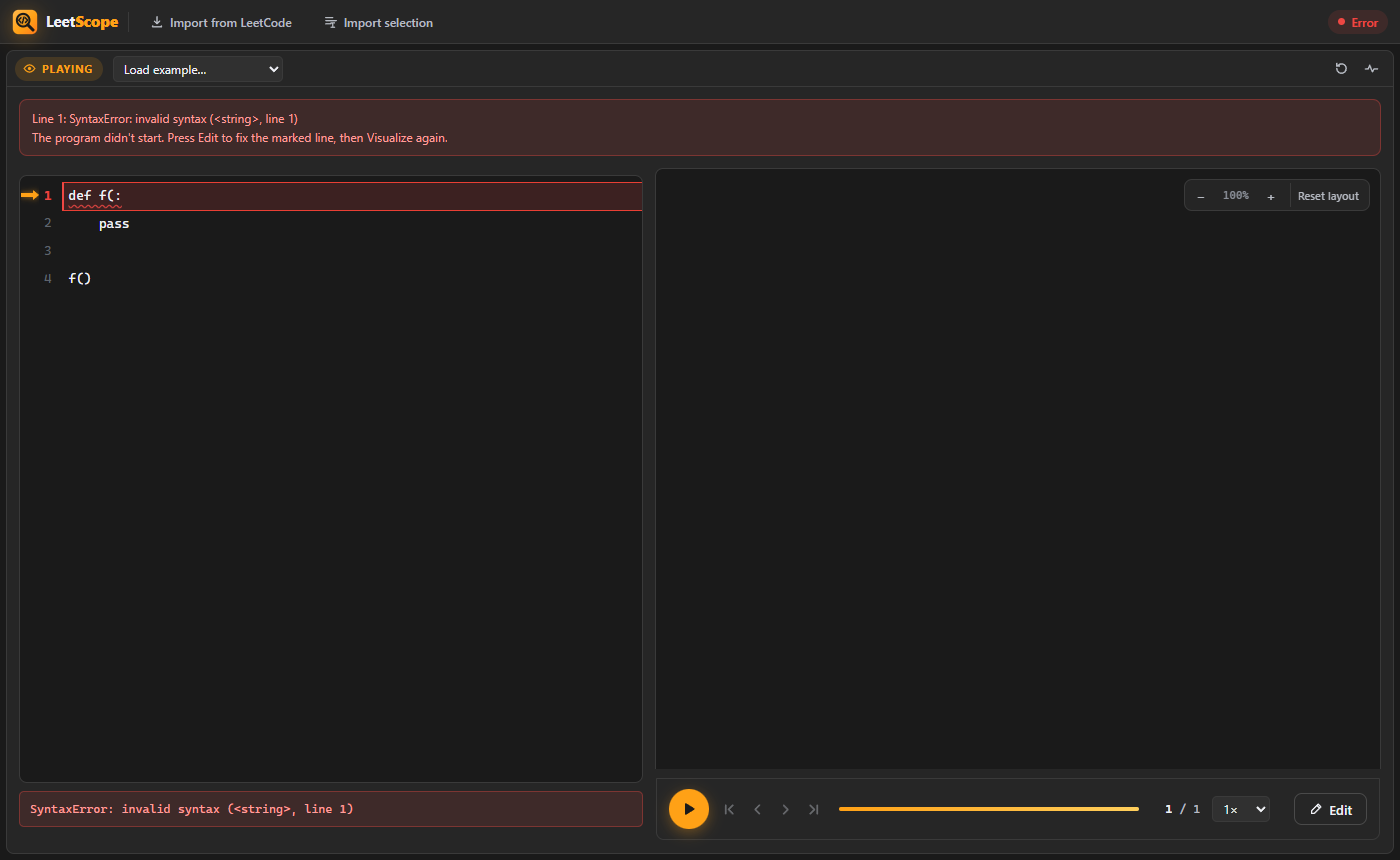 LeetScope Import from LeetCode Import selection Error
PLAYING Load example...
Line 1: SyntaxError: invalid syntax (<string>, line 1)
The program didn't start. Press Edit to fix the marked line, then Visualize again.
1 def f(:
2     pass
3
4 f()
− 100% + Reset layout
SyntaxError: invalid syntax (<string>, line 1)
1 / 1 1× Edit